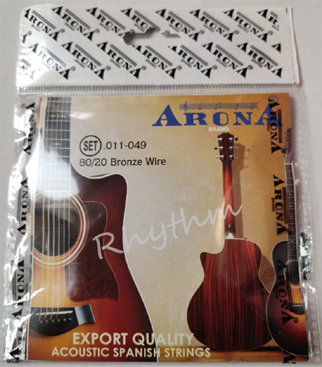 ARONA
ARONA
BRAND
SET .011-049
80/20 Bronze Wire
Rhythm
EXPORT QUALITY
ACOUSTIC SPANISH STRINGS